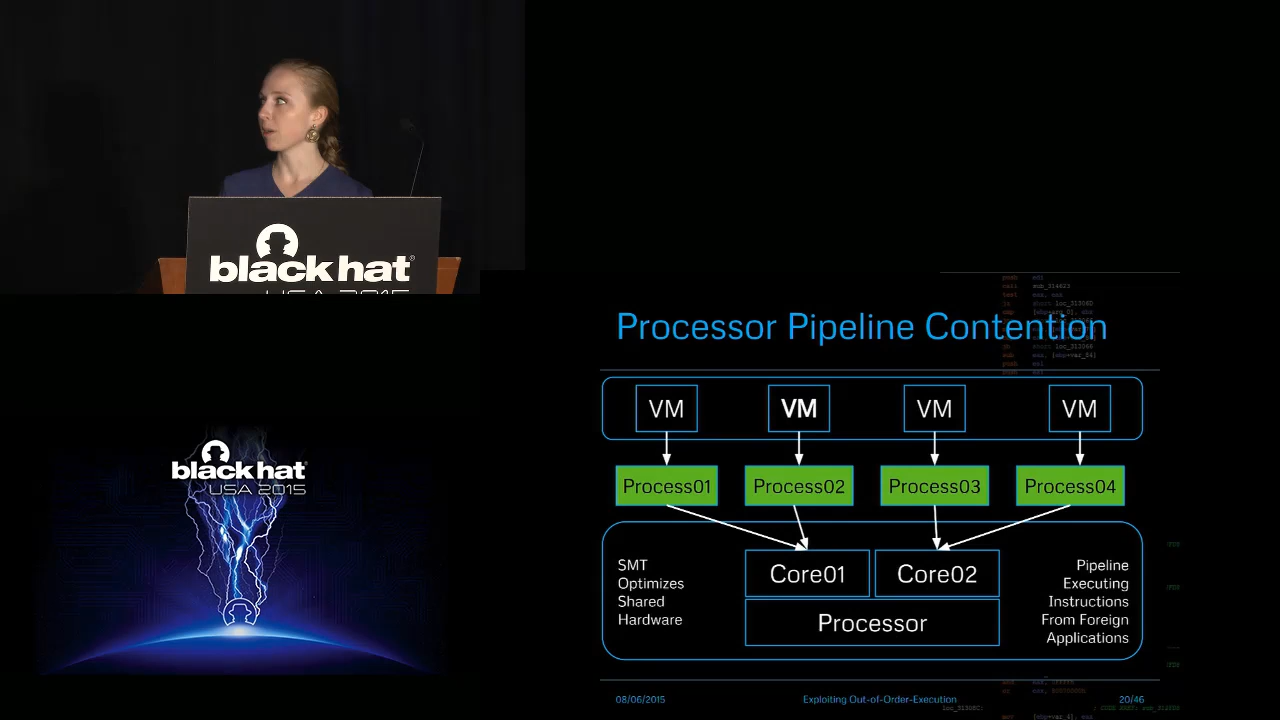 black hat
USA 2015
black hat
USA 2015
Processor Pipeline Contention
VM
VM
VM
VM
Process01
Process02
Process03
Process04
SMT
Optimizes
Shared
Hardware
Core01
Core02
Processor
Pipeline
Executing
Instructions
From Foreign
Applications
08/06/2015
Exploiting Out-of-Order-Execution
20/46